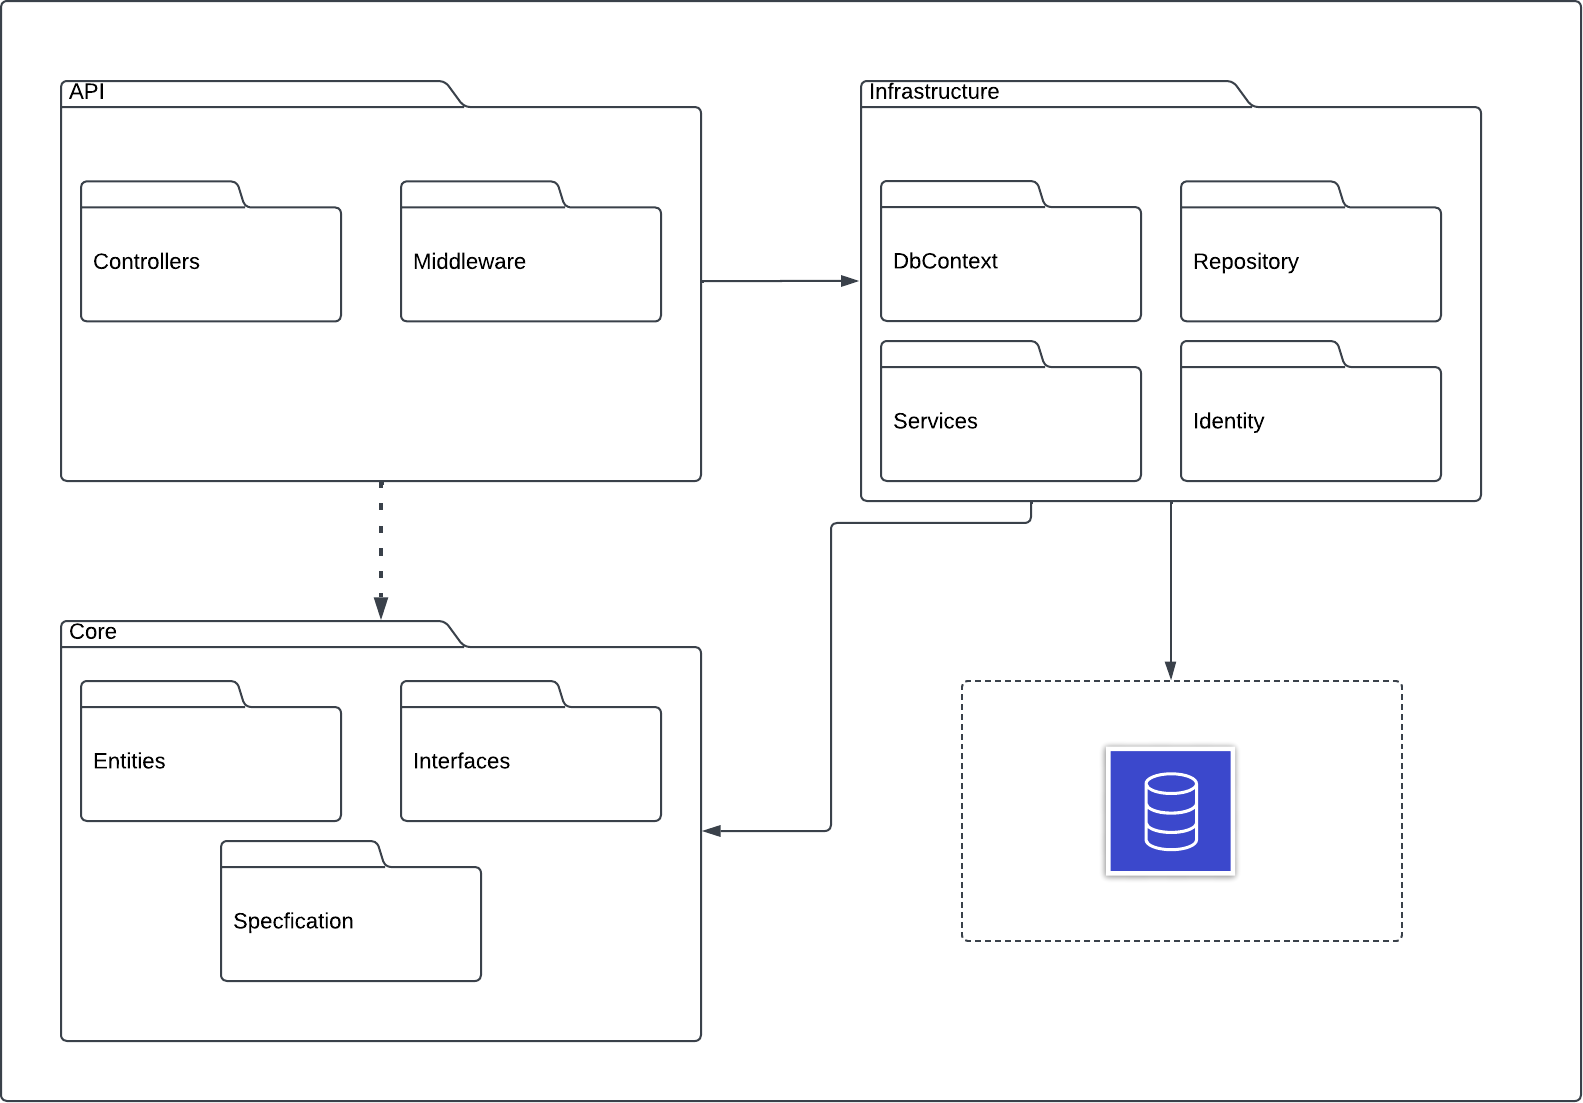 API
Controllers
Middleware
Infrastructure
DbContext
Repository
Services
Identity
Core
Entities
Interfaces
Specfication